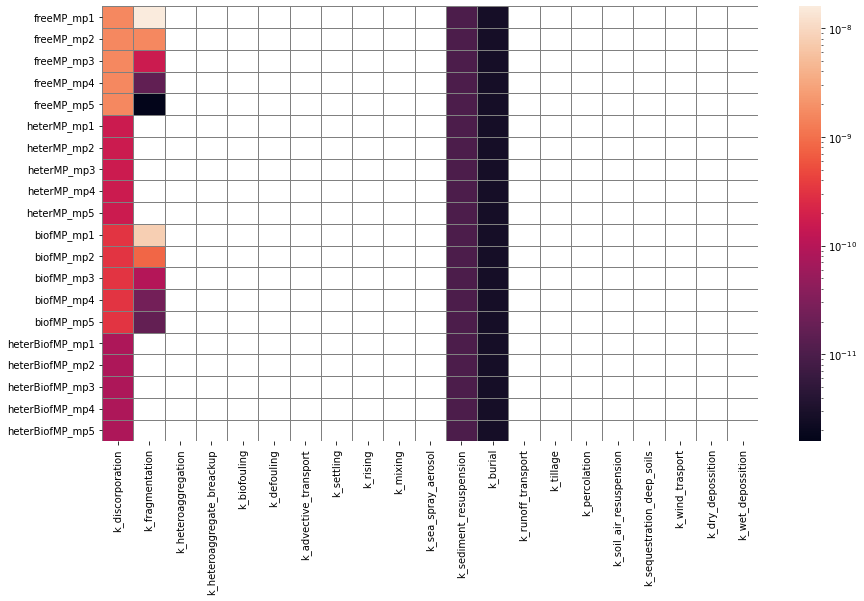 freeMP_mp1
freeMP_mp2
freeMP_mp3
freeMP_mp4
freeMP_mp5
heterMP_mp1
heterMP_mp2
heterMP_mp3
heterMP_mp4
heterMP_mp5
biofMP_mp1
biofMP_mp2
biofMP_mp3
biofMP_mp4
biofMP_mp5
heterBiofMP_mp1
heterBiofMP_mp2
heterBiofMP_mp3
heterBiofMP_mp4
heterBiofMP_mp5
k_discorporation
k_fragmentation
k_heteroaggregation
k_heteroaggregate_breackup
k_biofouling
k_defouling
k_advective_transport
k_settling
k_rising
k_mixing
k_sea_spray_aerosol
k_sediment_resuspension
k_burial
k_runoff_transport
k_tillage
k_percolation
k_soil_air_resuspension
k_sequestration_deep_soils
k_wind_trasport
k_dry_depossition
k_wet_depossition
10⁻⁸
10⁻⁹
10⁻¹⁰
10⁻¹¹